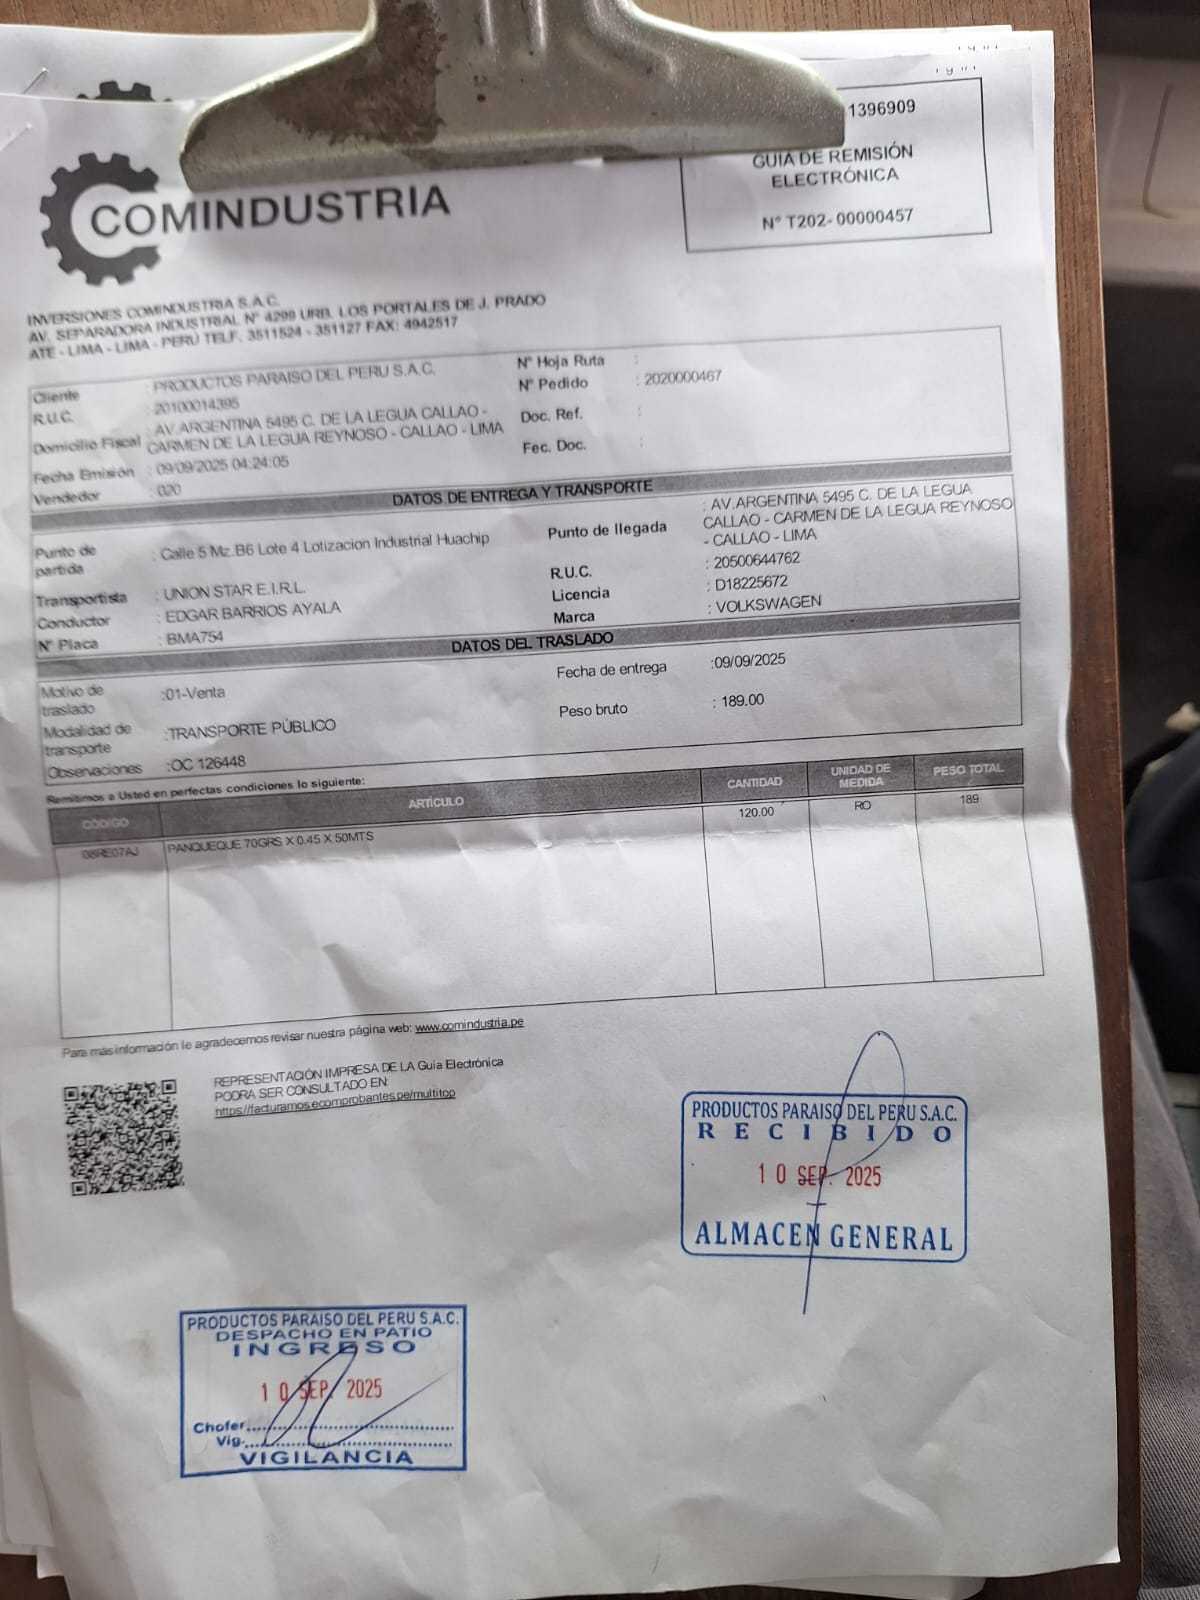 1396909
GUIA DE REMISIÓN
ELECTRÓNICA
N° T202- 00000457
COMINDUSTRIA
INVERSIONES COMINDUSTRIA S.A.C.
AV. SEPARADORA INDUSTRIAL N° 4299 URB. LOS PORTALES DE J. PRADO
ATE - LIMA - LIMA - PERÚ TELF. 3511524 - 351127 FAX: 4942517
Cliente : PRODUCTOS PARAISO DEL PERU S.A.C.
R.U.C. : 20100014395
Domicilio Fiscal : AV.ARGENTINA 5495 C. DE LA LEGUA CALLAO -
CARMEN DE LA LEGUA REYNOSO - CALLAO - LIMA
Fecha Emisión : 09/09/2025 04:24:05
Vendedor : 020
N° Hoja Ruta :
N° Pedido : 2020000467
Doc. Ref. :
Fec. Doc. :
DATOS DE ENTREGA Y TRANSPORTE
Punto de partida : Calle 5 Mz.B6 Lote 4 Lotizacion Industrial Huachip
Transportista : UNION STAR E.I.R.L.
Conductor : EDGAR BARRIOS AYALA
N° Placa : BMA754
Punto de llegada : AV.ARGENTINA 5495 C. DE LA LEGUA
CALLAO - CARMEN DE LA LEGUA REYNOSO
- CALLAO - LIMA
R.U.C. : 20500644762
Licencia : D18225672
Marca : VOLKSWAGEN
DATOS DEL TRASLADO
Motivo de traslado :01-Venta
Modalidad de transporte :TRANSPORTE PÚBLICO
Observaciones :OC 126448
Fecha de entrega :09/09/2025
Peso bruto : 189.00
Remitimos a Usted en perfectas condiciones lo siguiente:
CÓDIGO ARTÍCULO CANTIDAD UNIDAD DE MEDIDA PESO TOTAL
08RE07AJ PANQUEQUE 70GRS X 0.45 X 50MTS 120.00 RO 189
Para más información le agradecemos revisar nuestra página web: www.comindustria.pe
REPRESENTACIÓN IMPRESA DE LA Guia Electrónica
PODRA SER CONSULTADO EN:
https://facturamos.ecomprobantes.pe/multitop
PRODUCTOS PARAISO DEL PERU S.A.C.
RECIBIDO
10 SEP. 2025
ALMACEN GENERAL
PRODUCTOS PARAISO DEL PERU S.A.C.
DESPACHO EN PATIO
INGRESO
10 SEP. 2025
Chofer
Vig.
VIGILANCIA